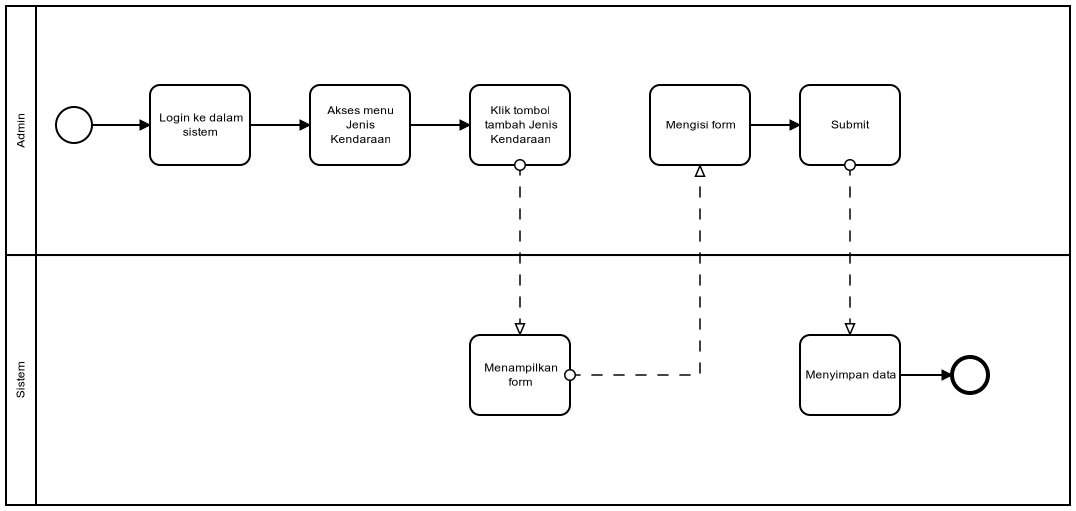 Admin
Login ke dalam
sistem
Akses menu
Jenis
Kendaraan
Klik tombol
tambah Jenis
Kendaraan
Mengisi form
Submit
Sistem
Menampilkan
form
Menyimpan data